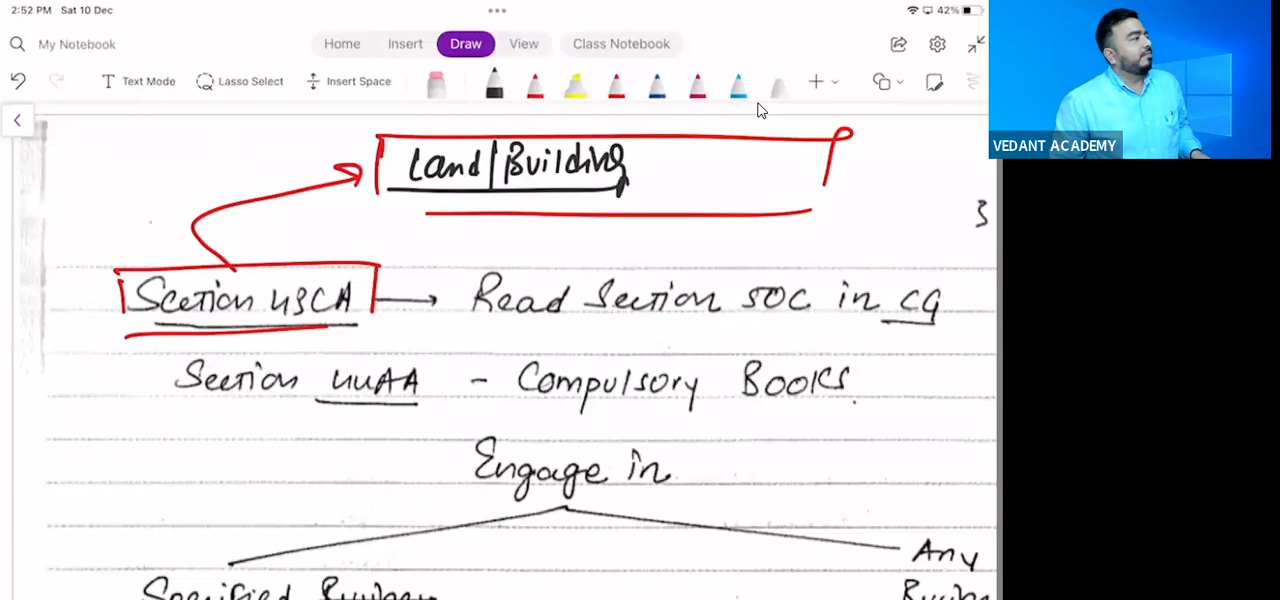 2:52 PM Sat 10 Dec
42%
My Notebook
Home Insert Draw View Class Notebook
Text Mode Lasso Select Insert Space
VEDANT ACADEMY
Land/Building
3
Section 43CA → Read Section 50C in CG
Section 44AA - Compulsory Books.
Engage in
Any
Specified